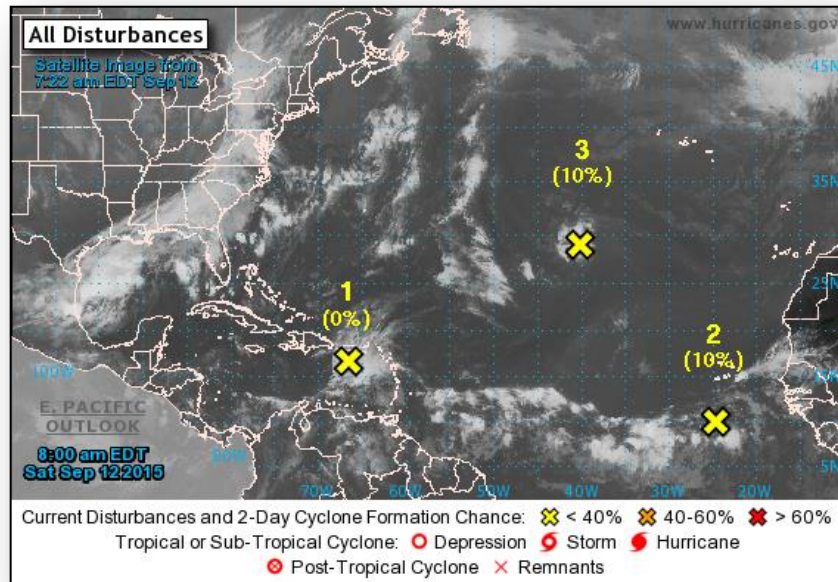 All Disturbances
www.hurricanes.gov
Satellite Image from
7:22 am EDT Sep 12
45N
3
(10%)
35N
1
(0%)
25N
2
(10%)
100W
E. PACIFIC
OUTLOOK
8:00 am EDT
Sat Sep 12 2015
90W
5N
70W 60W 50W 40W 30W 20W
Current Disturbances and 2-Day Cyclone Formation Chance: < 40% 40-60% > 60%
Tropical or Sub-Tropical Cyclone: Depression Storm Hurricane
Post-Tropical Cyclone Remnants